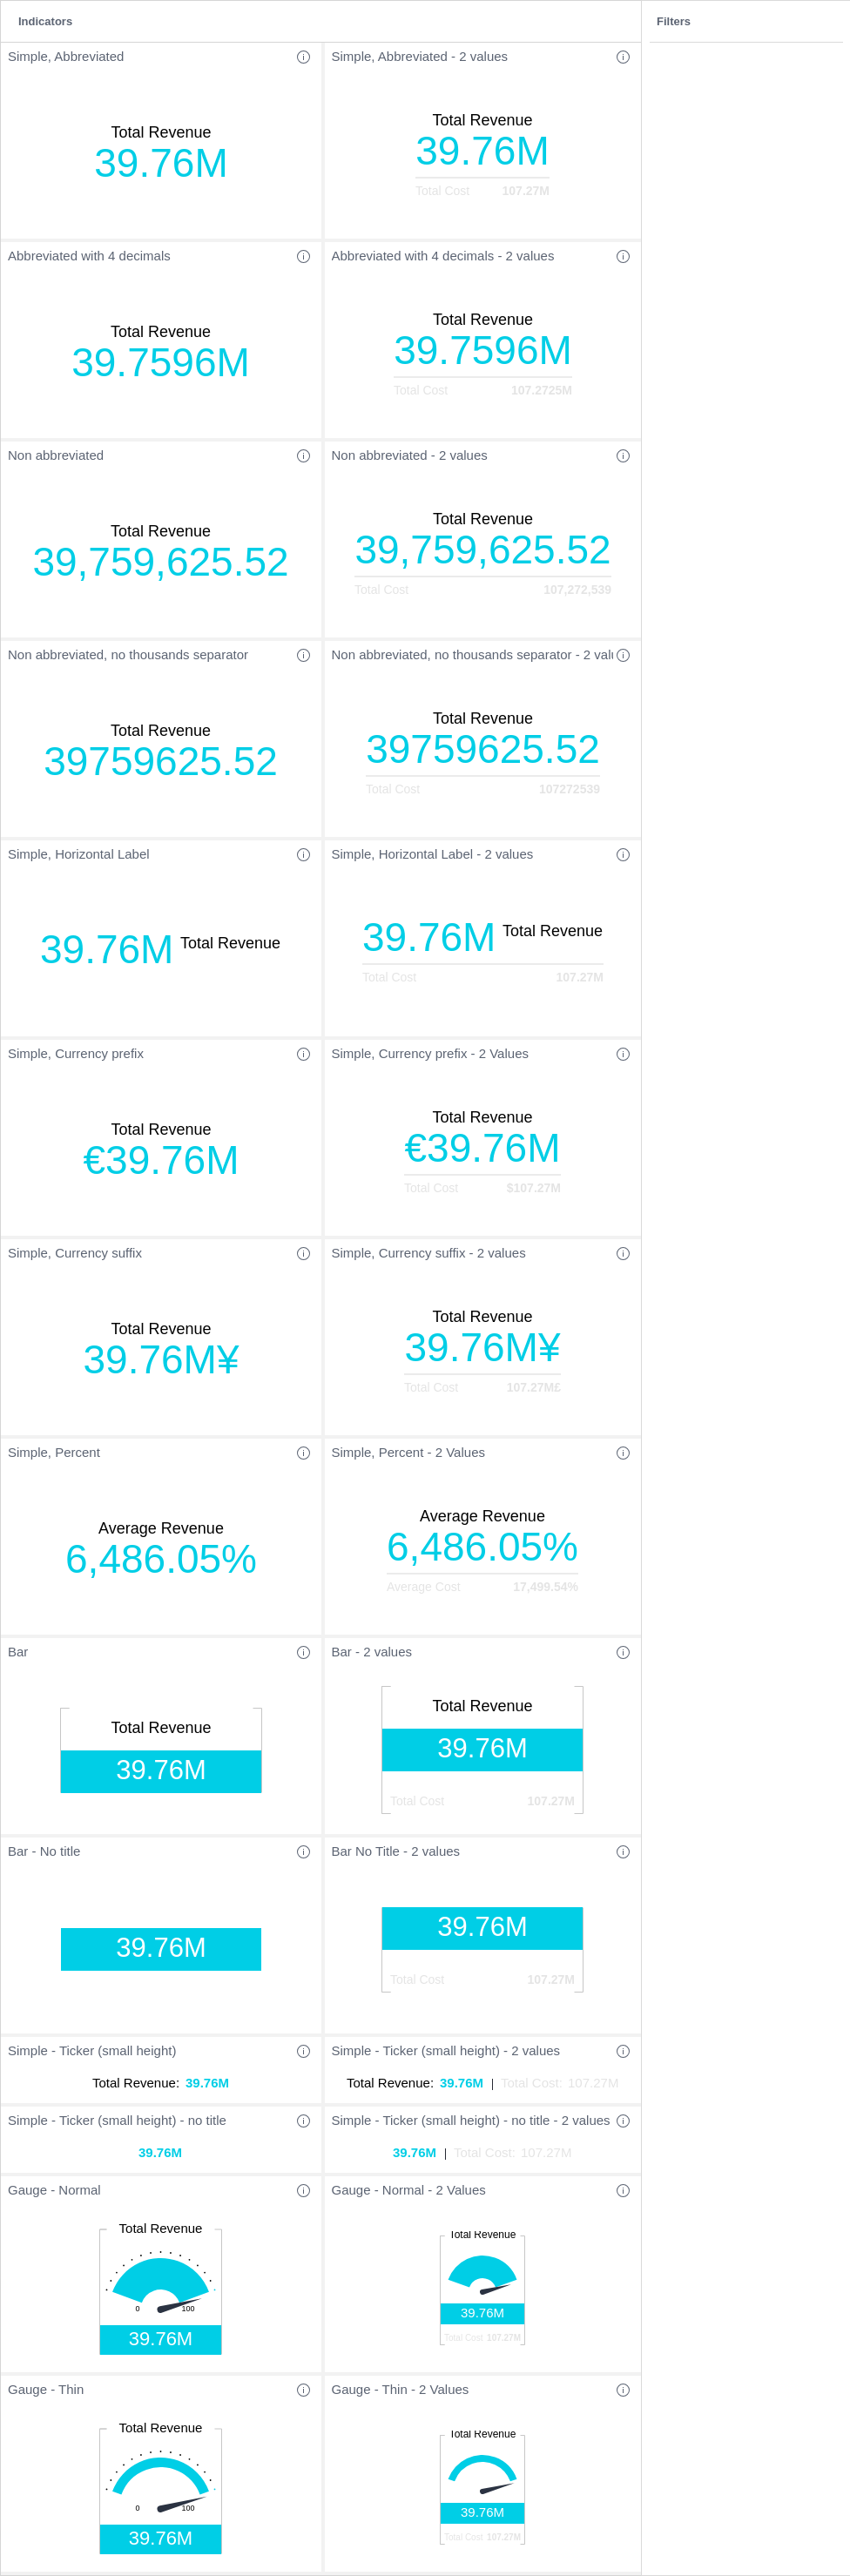 Indicators
Filters
Simple, Abbreviated
Simple, Abbreviated - 2 values
Total Revenue
39.76M
Total Revenue
39.76M
Total Cost 107.27M
Abbreviated with 4 decimals
Abbreviated with 4 decimals - 2 values
Total Revenue
39.7596M
Total Revenue
39.7596M
Total Cost 107.2725M
Non abbreviated
Non abbreviated - 2 values
Total Revenue
39,759,625.52
Total Revenue
39,759,625.52
Total Cost 107,272,539
Non abbreviated, no thousands separator
Non abbreviated, no thousands separator - 2 valu
Total Revenue
39759625.52
Total Revenue
39759625.52
Total Cost 107272539
Simple, Horizontal Label
Simple, Horizontal Label - 2 values
39.76M Total Revenue
39.76M Total Revenue
Total Cost 107.27M
Simple, Currency prefix
Simple, Currency prefix - 2 Values
Total Revenue
€39.76M
Total Revenue
€39.76M
Total Cost $107.27M
Simple, Currency suffix
Simple, Currency suffix - 2 values
Total Revenue
39.76M¥
Total Revenue
39.76M¥
Total Cost 107.27M£
Simple, Percent
Simple, Percent - 2 Values
Average Revenue
6,486.05%
Average Revenue
6,486.05%
Average Cost 17,499.54%
Bar
Bar - 2 values
Total Revenue
39.76M
Total Revenue
39.76M
Total Cost 107.27M
Bar - No title
Bar No Title - 2 values
39.76M
39.76M
Total Cost 107.27M
Simple - Ticker (small height)
Simple - Ticker (small height) - 2 values
Total Revenue: 39.76M
Total Revenue: 39.76M | Total Cost: 107.27M
Simple - Ticker (small height) - no title
Simple - Ticker (small height) - no title - 2 values
39.76M
39.76M | Total Cost: 107.27M
Gauge - Normal
Gauge - Normal - 2 Values
Total Revenue
0 100
39.76M
Total Revenue
39.76M
Total Cost 107.27M
Gauge - Thin
Gauge - Thin - 2 Values
Total Revenue
0 100
39.76M
Total Revenue
39.76M
Total Cost 107.27M